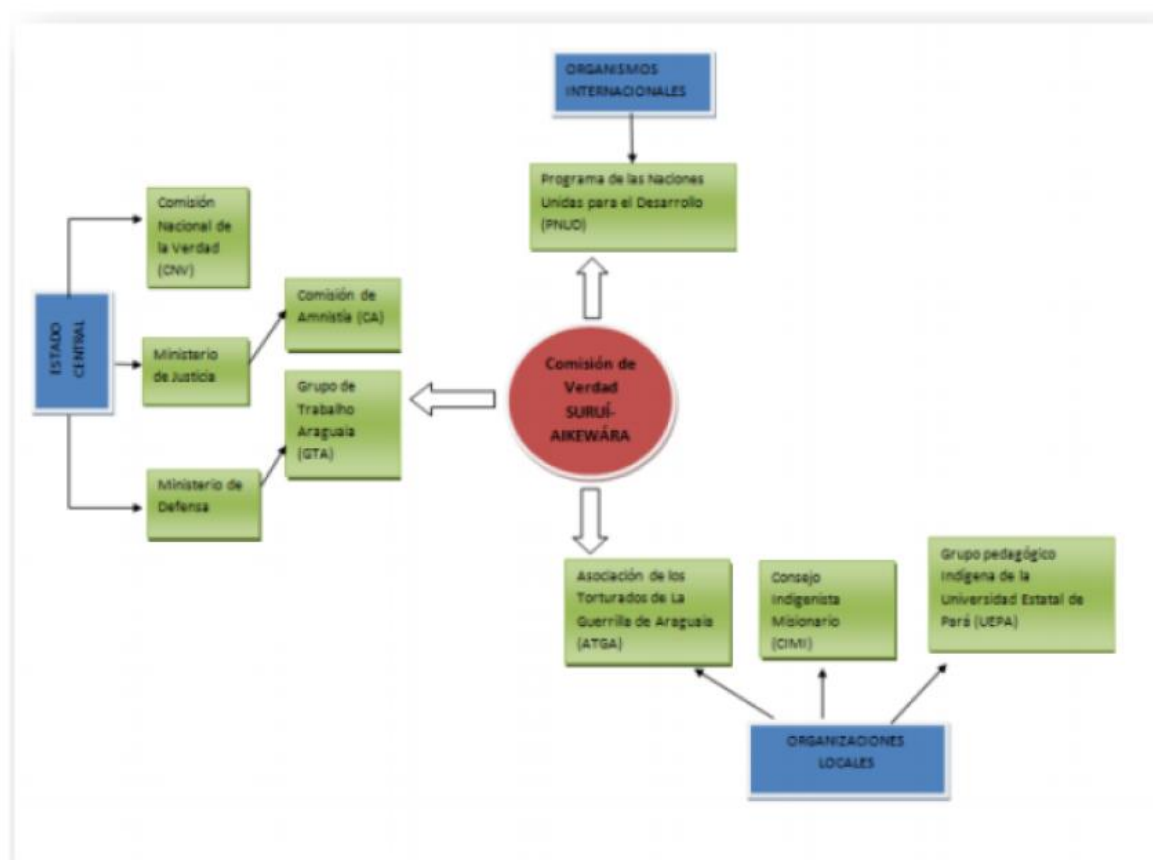 ORGANISMOS
INTERNACIONALES
Programa de las Naciones
Unidas para el Desarrollo
(PNUD)
Comisión
Nacional de
la Verdad
(CNV)
ESTADO
CENTRAL
Comisión de
Amnistía (CA)
Ministerio
de Justicia
Grupo de
Trabalho
Araguaia
(GTA)
Ministerio de
Defensa
Comisión de
Verdad
SURUÍ-
AIKEWÁRA
Asociación de los
Torturados de La
Guerrilla de Araguaia
(ATGA)
Consejo
Indigenista
Misionario
(CIMI)
Grupo pedagógico
Indígena de la
Universidad Estatal de
Pará (UEPA)
ORGANIZACIONES
LOCALES